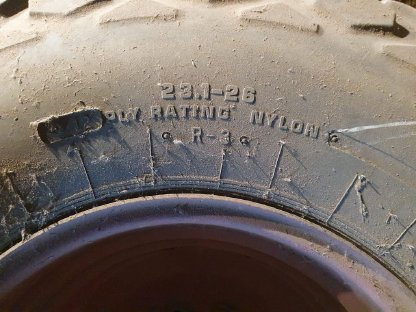 23.1-26
PLY RATING NYLON
R-3